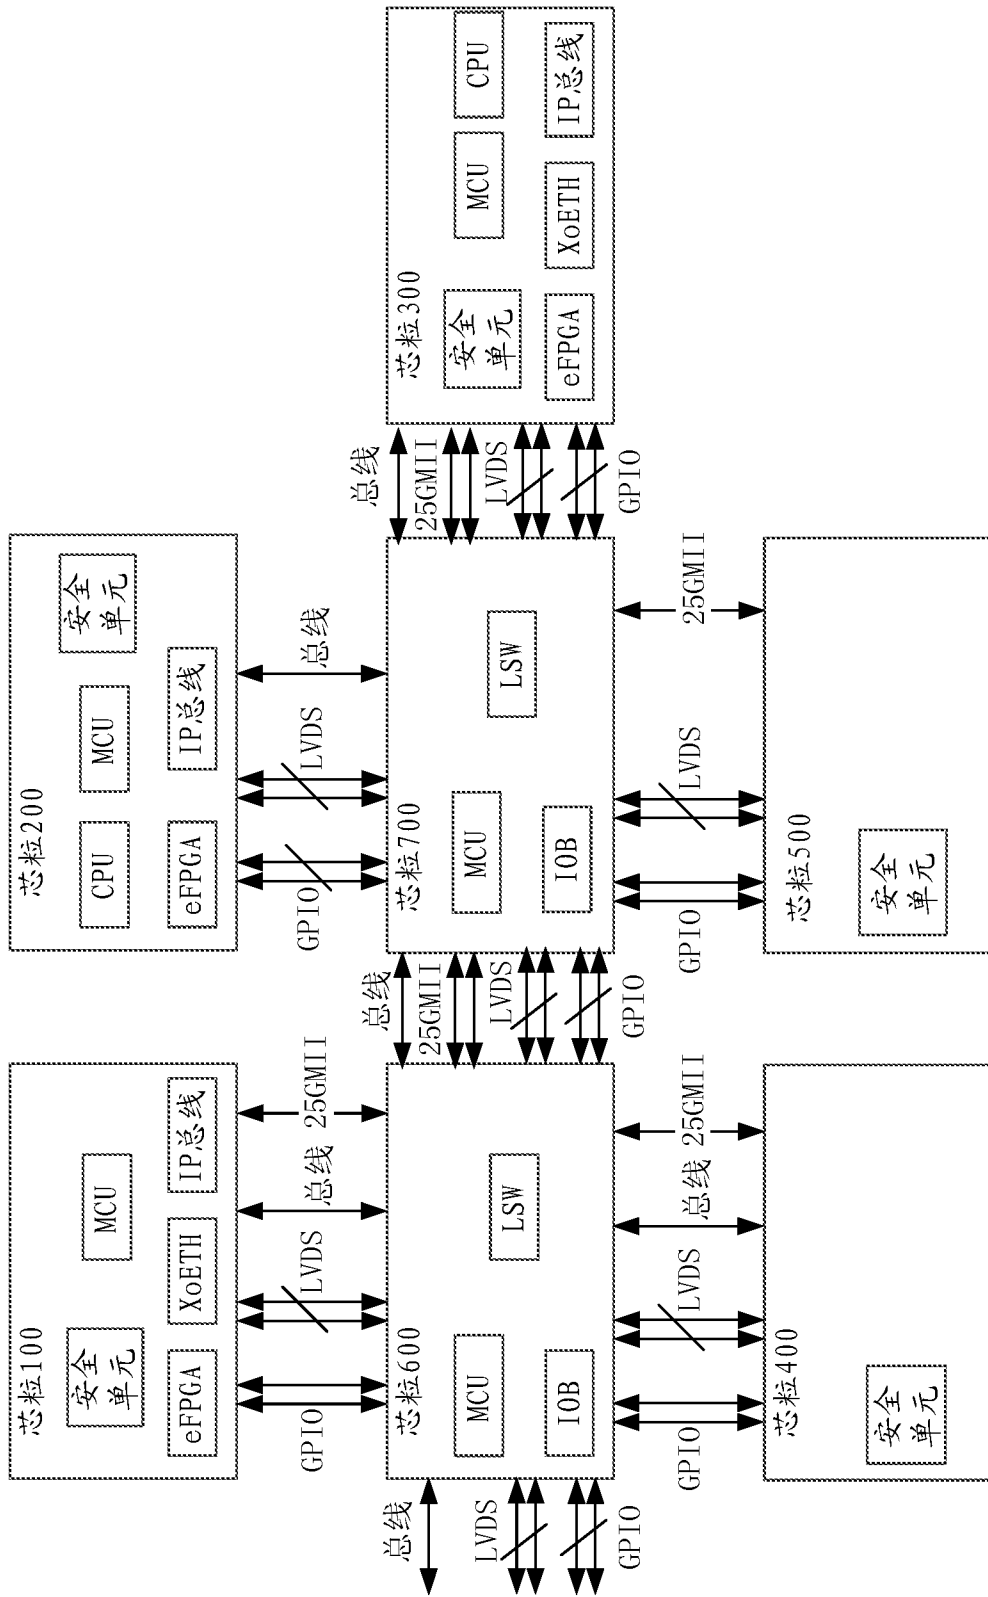 芯粒100
安全
单元
MCU
eFPGA
XoETH
IP总线
GPIO
LVDS
总线
25GMII
芯粒200
CPU
MCU
安全
单元
eFPGA
IP总线
GPIO
LVDS
总线
总线
LVDS
GPIO
芯粒600
MCU
LSW
IOB
总线
25GMII
LVDS
GPIO
芯粒700
MCU
LSW
IOB
总线
25GMII
LVDS
GPIO
芯粒300
安全
单元
MCU
CPU
eFPGA
XoETH
IP总线
GPIO
LVDS
总线
25GMII
GPIO
LVDS
25GMII
芯粒400
安全
单元
芯粒500
安全
单元